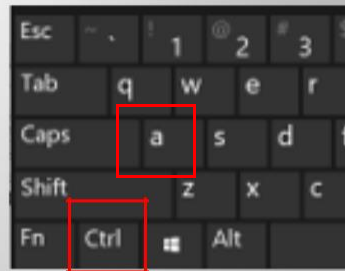 Esc ~ ` ! 1 @ 2 # 3
Tab q w e r
Caps a s d
Shift z x c
Fn Ctrl Alt